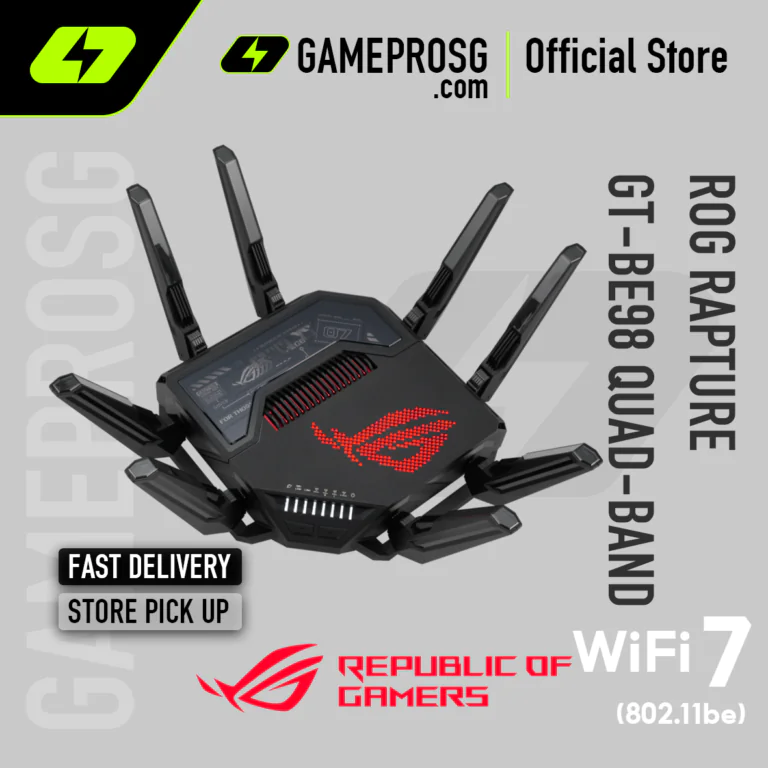 GAMEPROSG
.com
Official Store
GAMEPROSG
ROG RAPTURE
GT-BE98 QUAD-BAND
FAST DELIVERY
STORE PICK UP
REPUBLIC OF
GAMERS
WiFi 7
(802.11be)